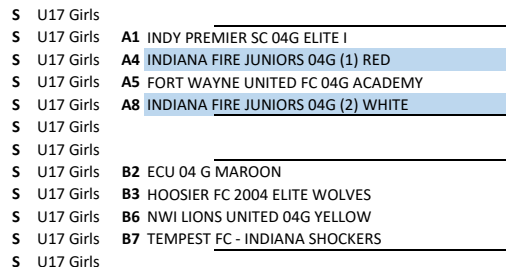 S U17 Girls
S U17 Girls A1 INDY PREMIER SC 04G ELITE I
S U17 Girls A4 INDIANA FIRE JUNIORS 04G (1) RED
S U17 Girls A5 FORT WAYNE UNITED FC 04G ACADEMY
S U17 Girls A8 INDIANA FIRE JUNIORS 04G (2) WHITE
S U17 Girls
S U17 Girls
S U17 Girls B2 ECU 04 G MAROON
S U17 Girls B3 HOOSIER FC 2004 ELITE WOLVES
S U17 Girls B6 NWI LIONS UNITED 04G YELLOW
S U17 Girls B7 TEMPEST FC - INDIANA SHOCKERS
S U17 Girls